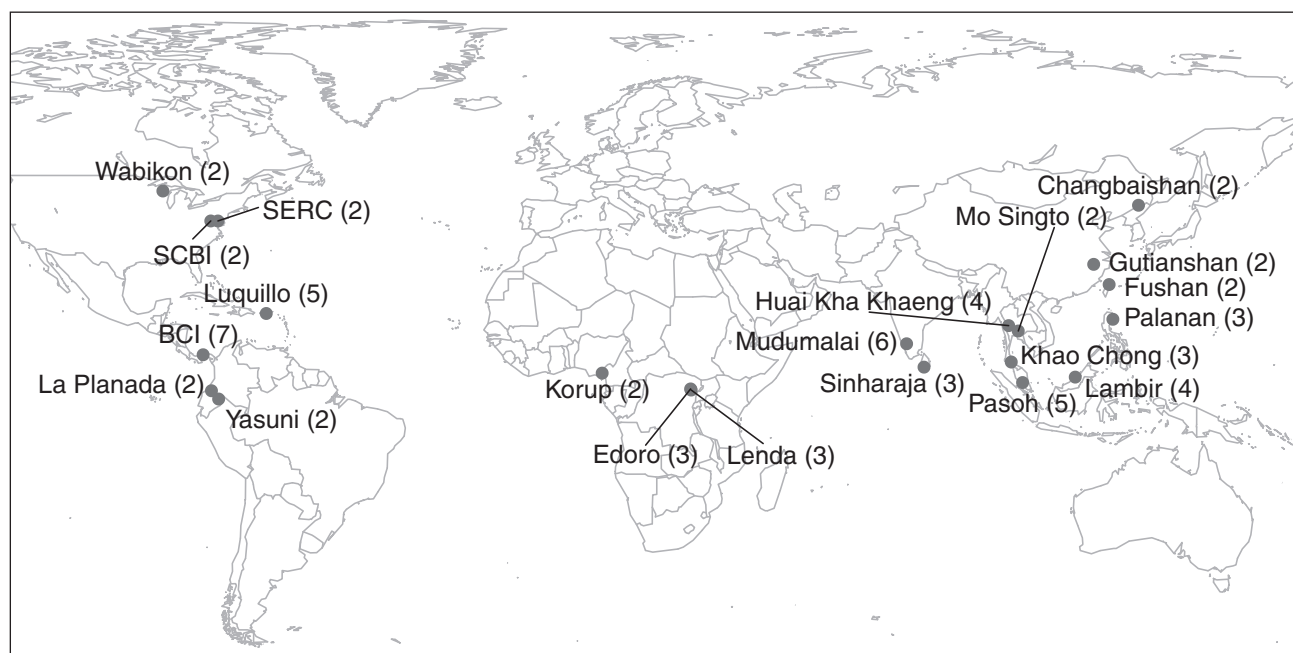 Wabikon (2)
SERC (2)
SCBI (2)
Luquillo (5)
BCI (7)
La Planada (2)
Yasuni (2)
Korup (2)
Edoro (3)
Lenda (3)
Changbaishan (2)
Mo Singto (2)
Gutianshan (2)
Fushan (2)
Huai Kha Khaeng (4)
Palanan (3)
Mudumalai (6)
Khao Chong (3)
Sinharaja (3)
Lambir (4)
Pasoh (5)